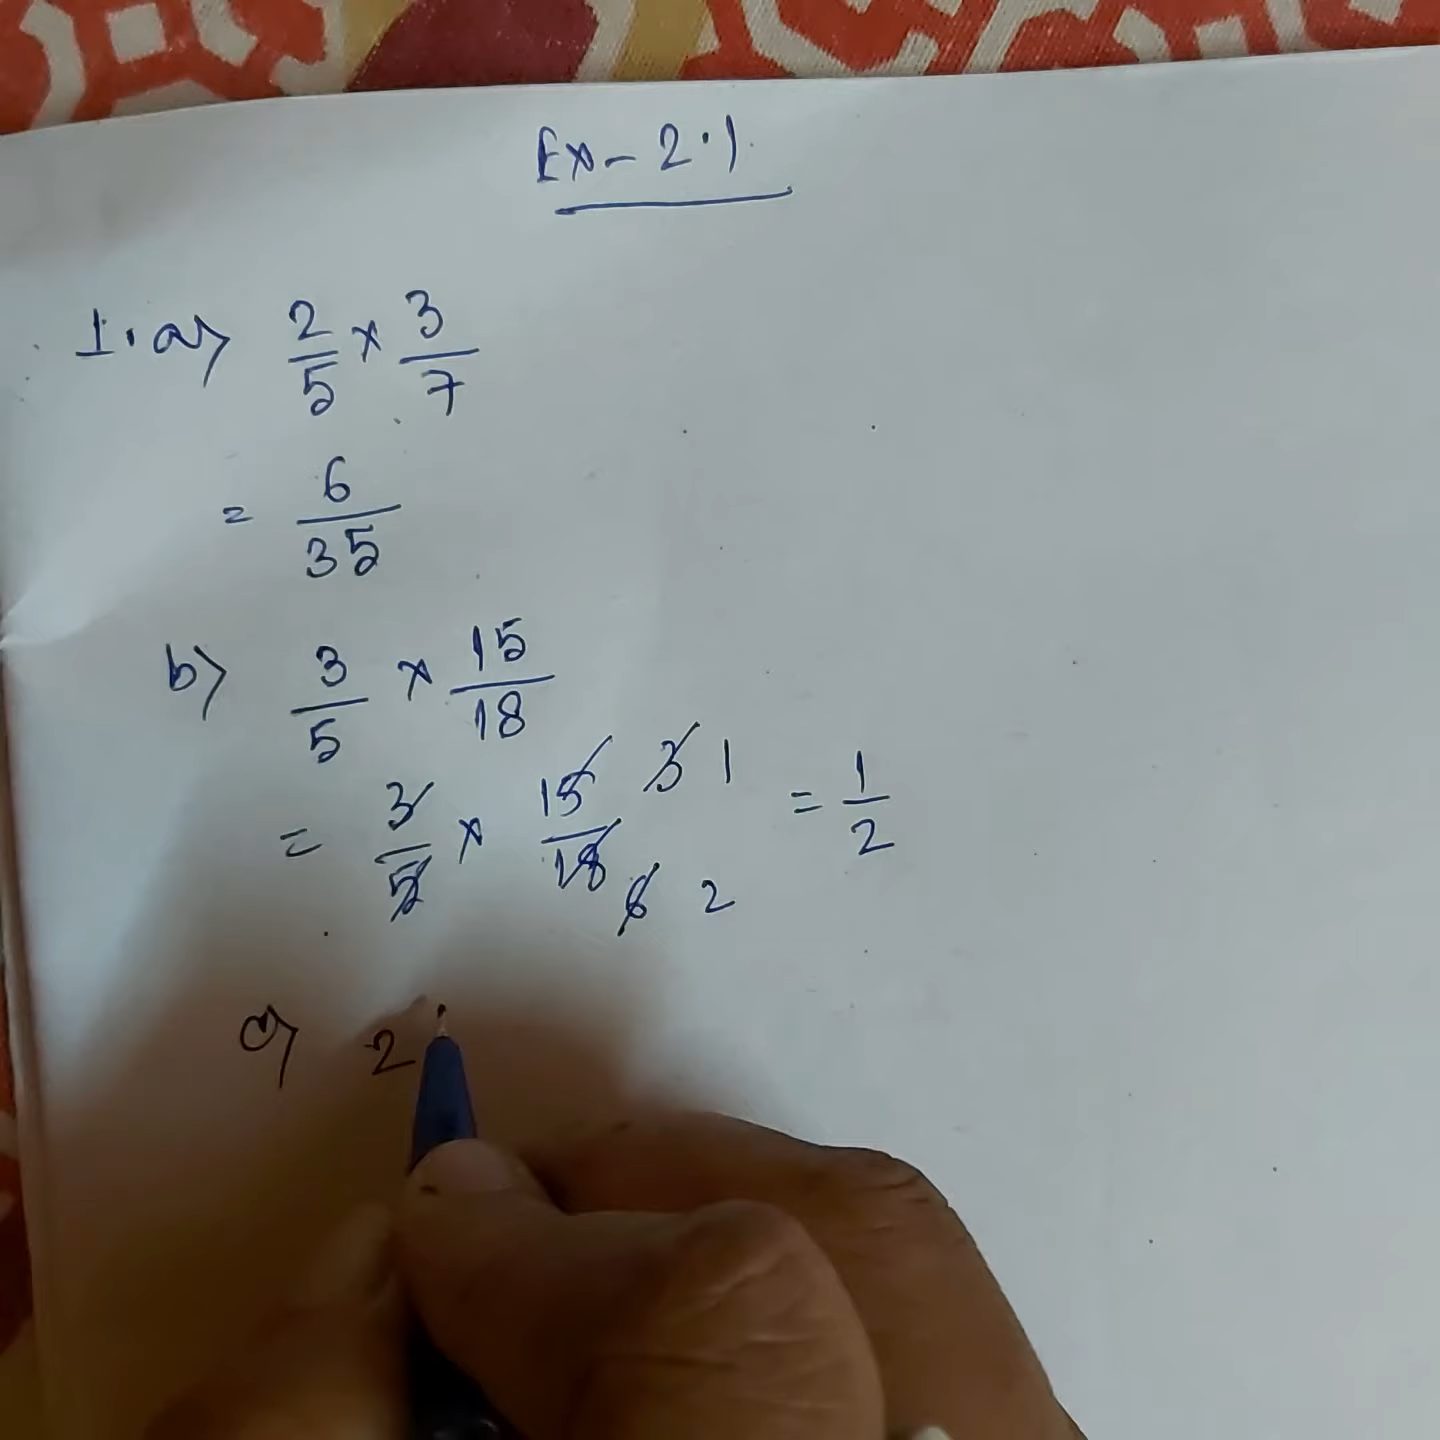 Ex - 2.1
1. a) 2/5 × 3/7
= 6/35
b) 3/5 × 15/18
= 3/5 × 15/18 3 1 6 2 = 1/2
c) 2